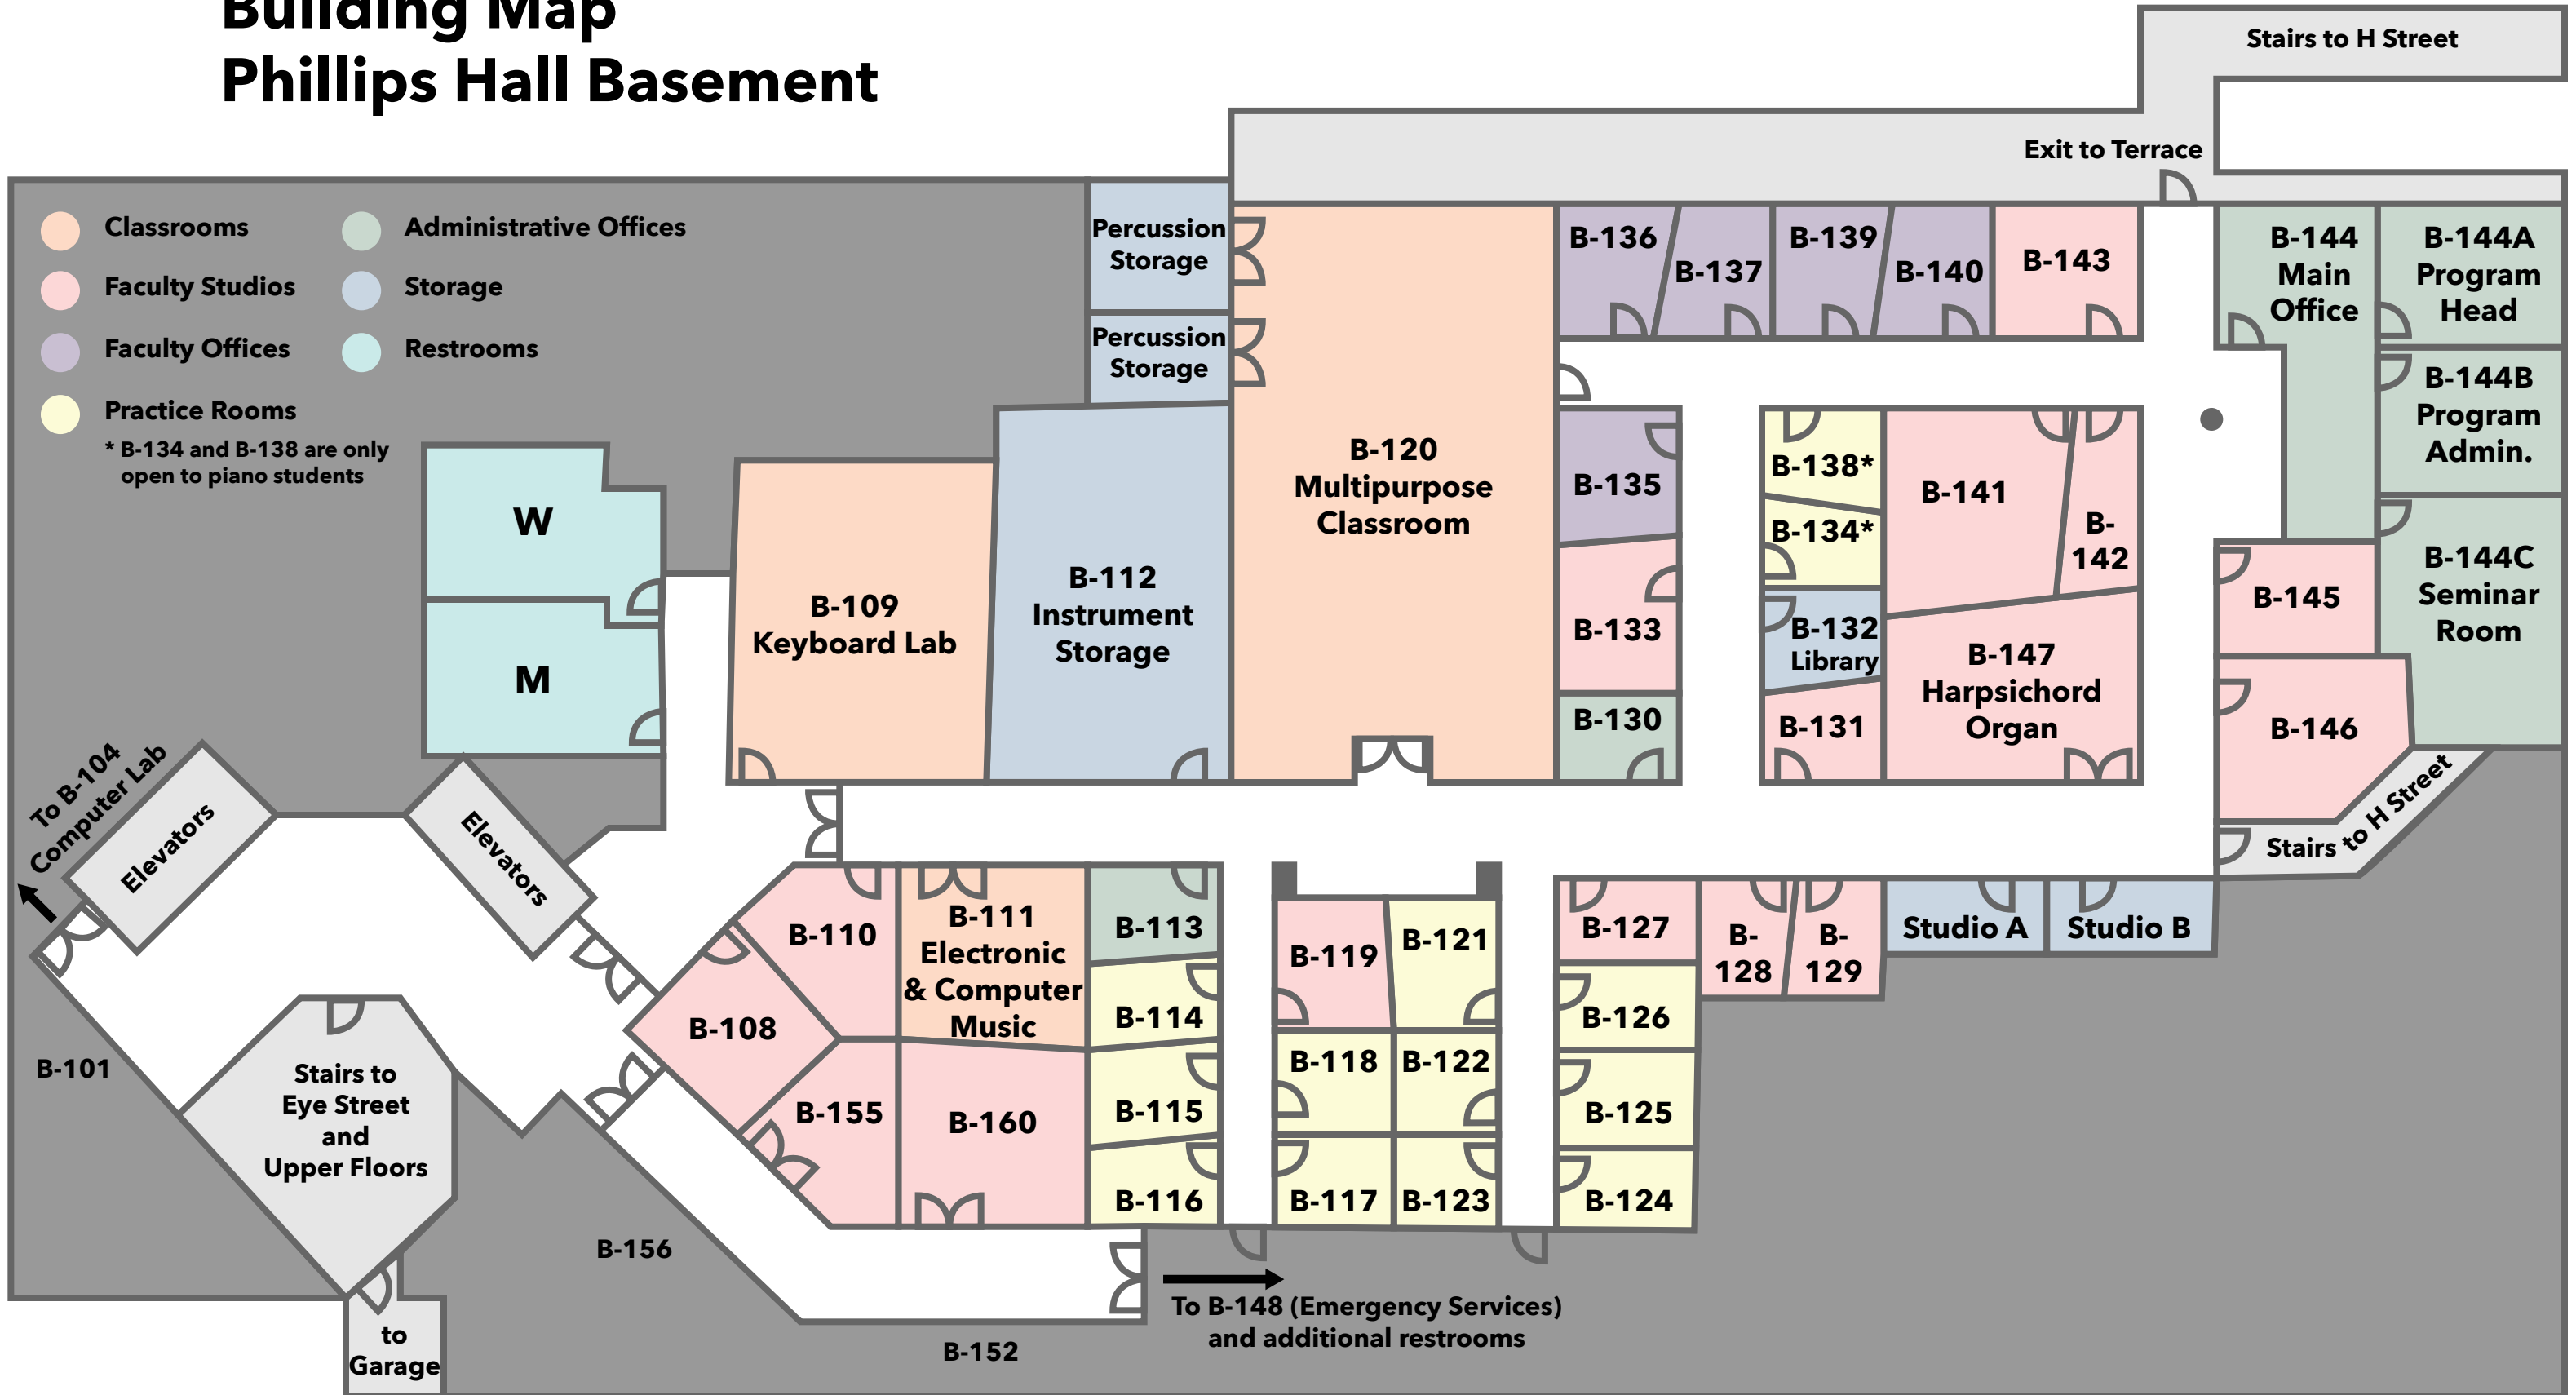 Building Map
Phillips Hall Basement
Stairs to H Street
Exit to Terrace
Classrooms
Faculty Studios
Faculty Offices
Practice Rooms
* B-134 and B-138 are only
open to piano students
Administrative Offices
Storage
Restrooms
Percussion
Storage
Percussion
Storage
B-136
B-137
B-139
B-140
B-143
B-144
Main
Office
B-144A
Program
Head
B-144B
Program
Admin.
B-144C
Seminar
Room
B-120
Multipurpose
Classroom
B-135
B-133
B-130
B-138*
B-134*
B-132
Library
B-131
B-141
B-
142
B-147
Harpsichord
Organ
B-145
B-146
Stairs to H Street
W
M
B-109
Keyboard Lab
B-112
Instrument
Storage
To B-104
Computer Lab
Elevators
Elevators
B-110
B-111
Electronic
& Computer
Music
B-113
B-114
B-115
B-116
B-119
B-121
B-118
B-122
B-117
B-123
B-127
B-126
B-125
B-124
B-
128
B-
129
Studio A
Studio B
B-108
B-155
B-160
B-101
Stairs to
Eye Street
and
Upper Floors
B-156
B-152
To B-148 (Emergency Services)
and additional restrooms
to
Garage